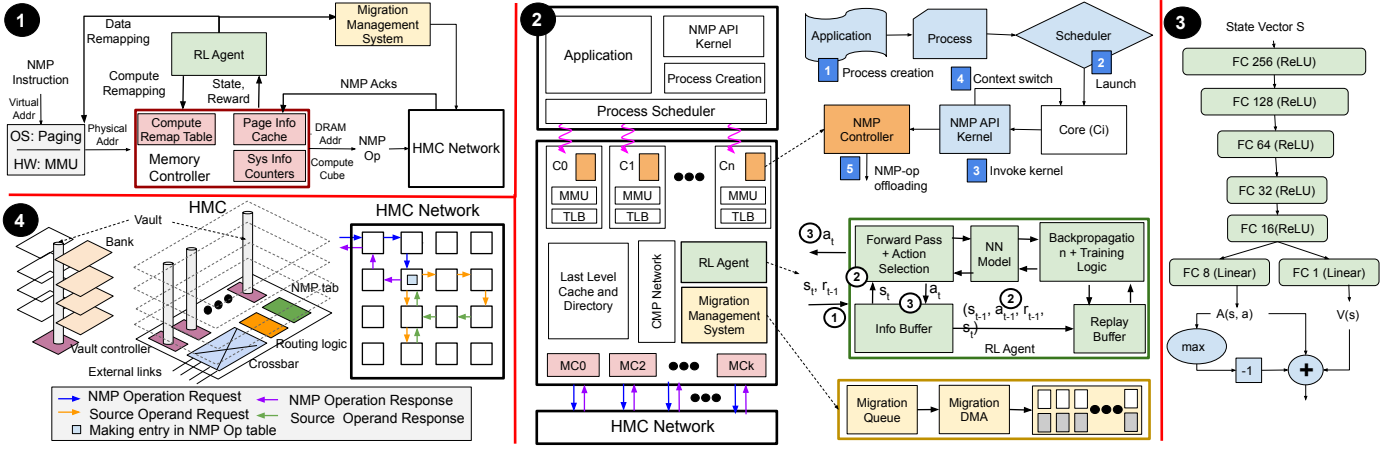 1
Data
Remapping
Migration
Management
System
RL Agent
NMP
Instruction
Compute
Remapping
State,
Reward
NMP Acks
Virtual
Addr
OS: Paging
HW: MMU
Physical
Addr
Compute
Remap Table
Page Info
Cache
Memory
Controller
Sys Info
Counters
DRAM
Addr
Compute
Cube
NMP
Op
HMC Network
2
Application
NMP API
Kernel
Process Creation
Process Scheduler
C0
C1
Cn
MMU
MMU
MMU
TLB
TLB
TLB
Last Level
Cache and
Directory
CMP Network
RL Agent
Migration
Management
System
MC0
MC2
MCk
HMC Network
Application
Process
Scheduler
1 Process creation
4 Context switch
2
Launch
NMP
Controller
NMP API
Kernel
Core (Ci)
5
NMP-op
offloading
3 Invoke kernel
3 at
st, rt-1
1
Forward Pass
+ Action
Selection
NN
Model
Backpropagatio
n + Training
Logic
2
st
3
at
2
(st-1, at-1, rt-1,
st)
Info Buffer
Replay
Buffer
RL Agent
Migration
Queue
Migration
DMA
3
State Vector S
FC 256 (ReLU)
FC 128 (ReLU)
FC 64 (ReLU)
FC 32 (ReLU)
FC 16(ReLU)
FC 8 (Linear)
FC 1 (Linear)
A(s, a)
V(s)
max
-1
+
4
HMC
Vault
Bank
NMP tab
Routing logic
Vault controller
Crossbar
External links
HMC Network
NMP Operation Request
NMP Operation Response
Source Operand Request
Source Operand Response
Making entry in NMP Op table